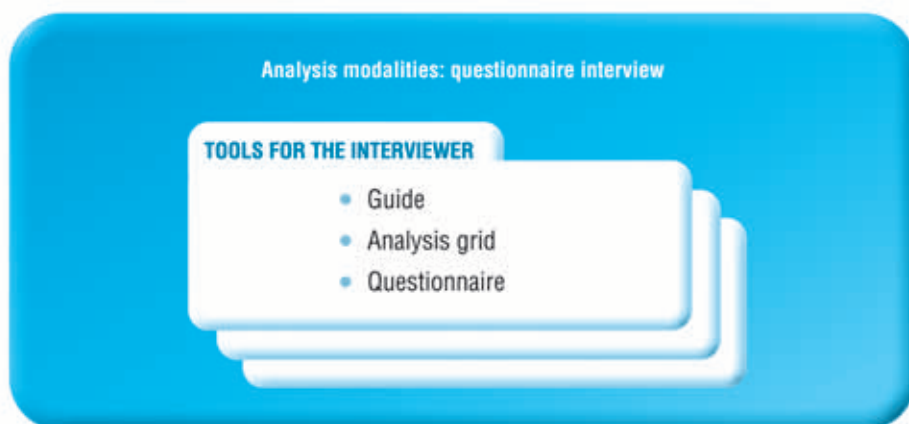 Analysis modalities: questionnaire interview
TOOLS FOR THE INTERVIEWER
• Guide
• Analysis grid
• Questionnaire